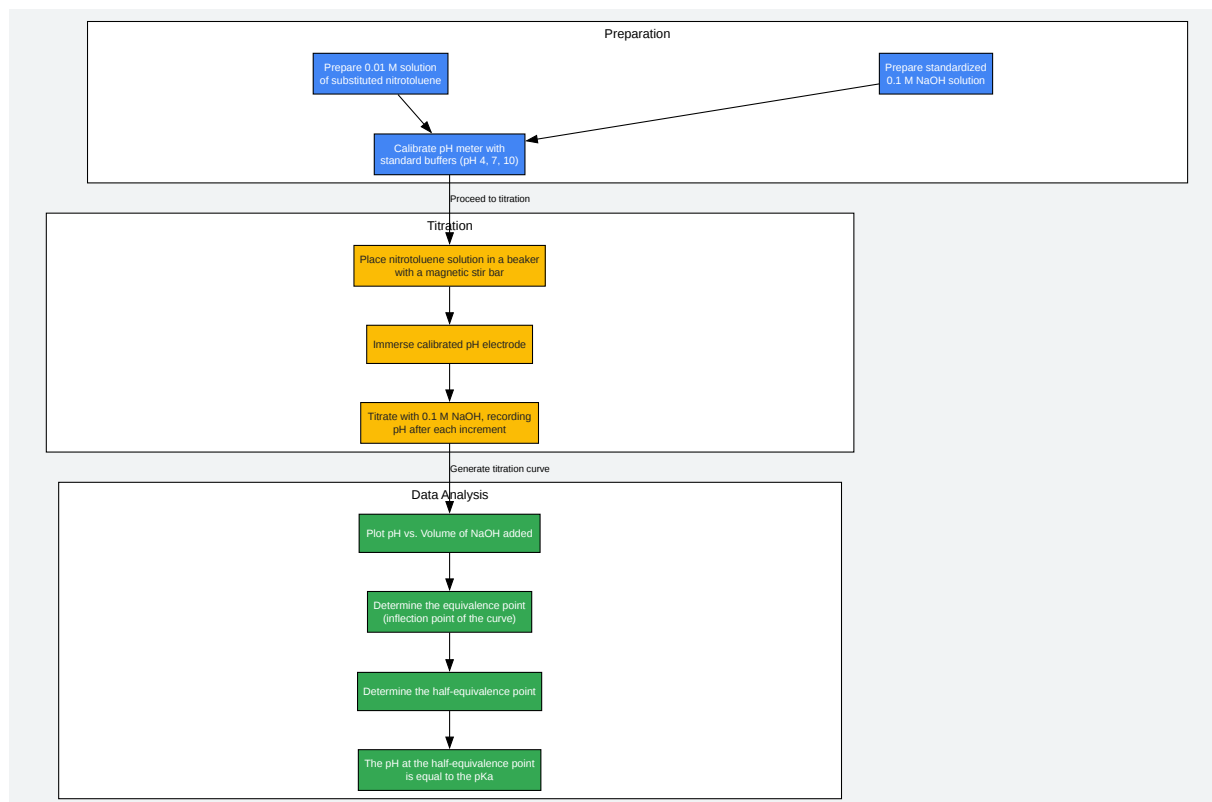 Preparation
Prepare 0.01 M solution
of substituted nitrotoluene
Prepare standardized
0.1 M NaOH solution
Calibrate pH meter with
standard buffers (pH 4, 7, 10)
Proceed to titration
Titration
Place nitrotoluene solution in a beaker
with a magnetic stir bar
Immerse calibrated pH electrode
Titrate with 0.1 M NaOH, recording
pH after each increment
Generate titration curve
Data Analysis
Plot pH vs. Volume of NaOH added
Determine the equivalence point
(inflection point of the curve)
Determine the half-equivalence point
The pH at the half-equivalence point
is equal to the pKa